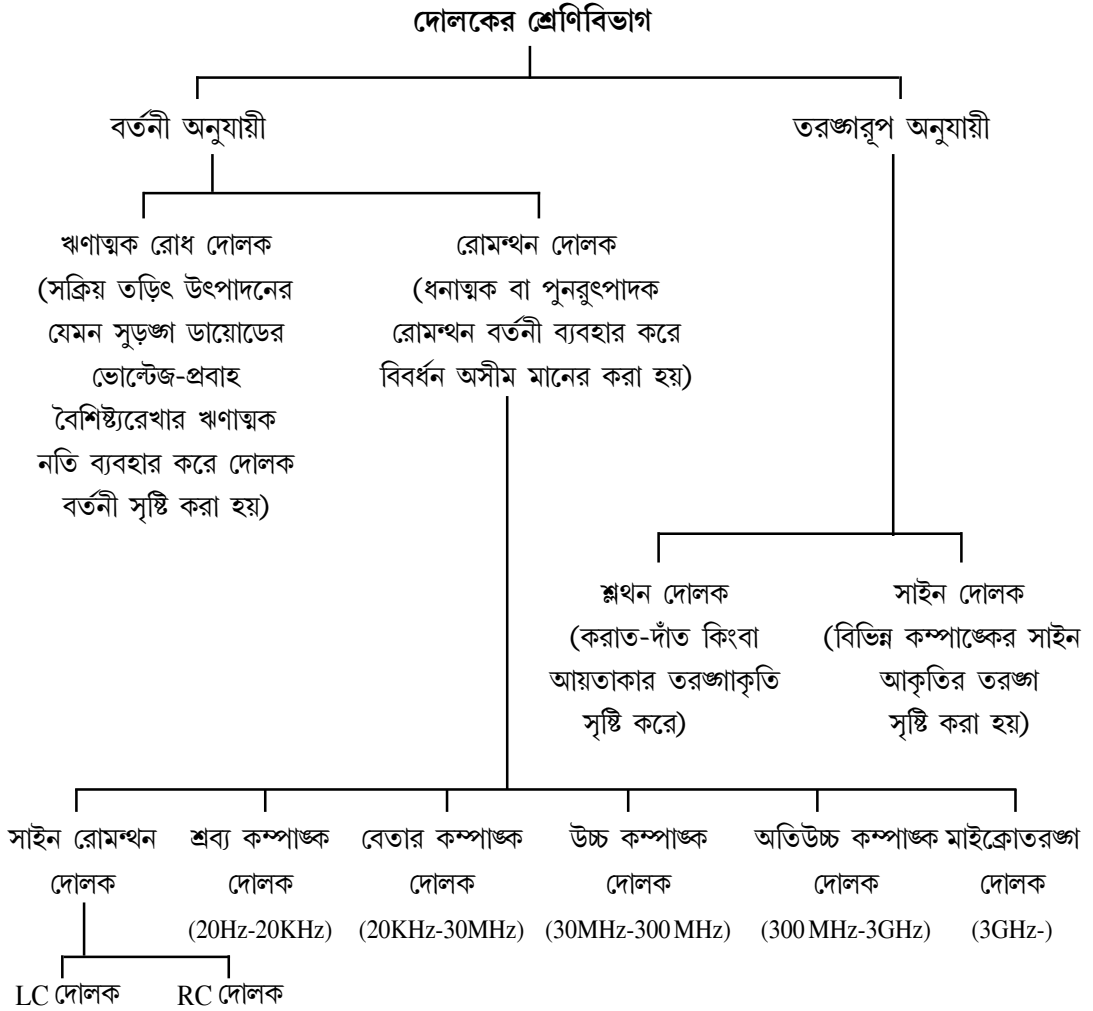 দোলকের শ্রেণিবিভাগ
বর্তনী অনুযায়ী
তরঙ্গরূপ অনুযায়ী
ঋণাত্মক রোধ দোলক
(সক্রিয় তড়িৎ উৎপাদনের
যেমন সুড়ঙ্গ ডায়োডের
ভোল্টেজ-প্রবাহ
বৈশিষ্ট্যরেখার ঋণাত্মক
নতি ব্যবহার করে দোলক
বর্তনী সৃষ্টি করা হয়)
রোমন্থন দোলক
(ধনাত্মক বা পুনরুৎপাদক
রোমন্থন বর্তনী ব্যবহার করে
বিবর্ধন অসীম মানের করা হয়)
শ্লথন দোলক
(করাত-দাঁত কিংবা
আয়তাকার তরঙ্গাকৃতি
সৃষ্টি করে)
সাইন দোলক
(বিভিন্ন কম্পাঙ্কের সাইন
আকৃতির তরঙ্গ
সৃষ্টি করা হয়)
সাইন রোমন্থন
দোলক
শ্রব্য কম্পাঙ্ক
দোলক
(20Hz-20KHz)
বেতার কম্পাঙ্ক
দোলক
(20KHz-30MHz)
উচ্চ কম্পাঙ্ক
দোলক
(30MHz-300 MHz)
অতিউচ্চ কম্পাঙ্ক
দোলক
(300 MHz-3GHz)
মাইক্রোতরঙ্গ
দোলক
(3GHz-)
LC দোলক
RC দোলক